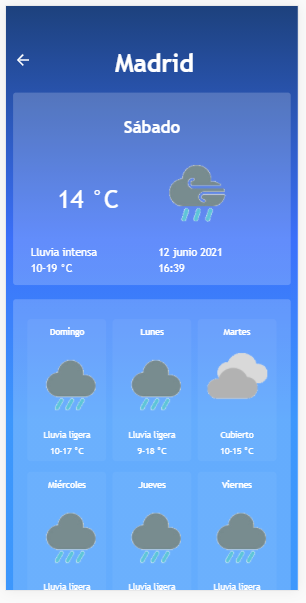 Madrid
Sábado
14 °C
Lluvia intensa
10-19 °C
12 junio 2021
16:39
Domingo
Lluvia ligera
10-17 °C
Lunes
Lluvia ligera
9-18 °C
Martes
Cubierto
10-15 °C
Miércoles
Lluvia ligera
Jueves
Lluvia ligera
Viernes
Lluvia ligera